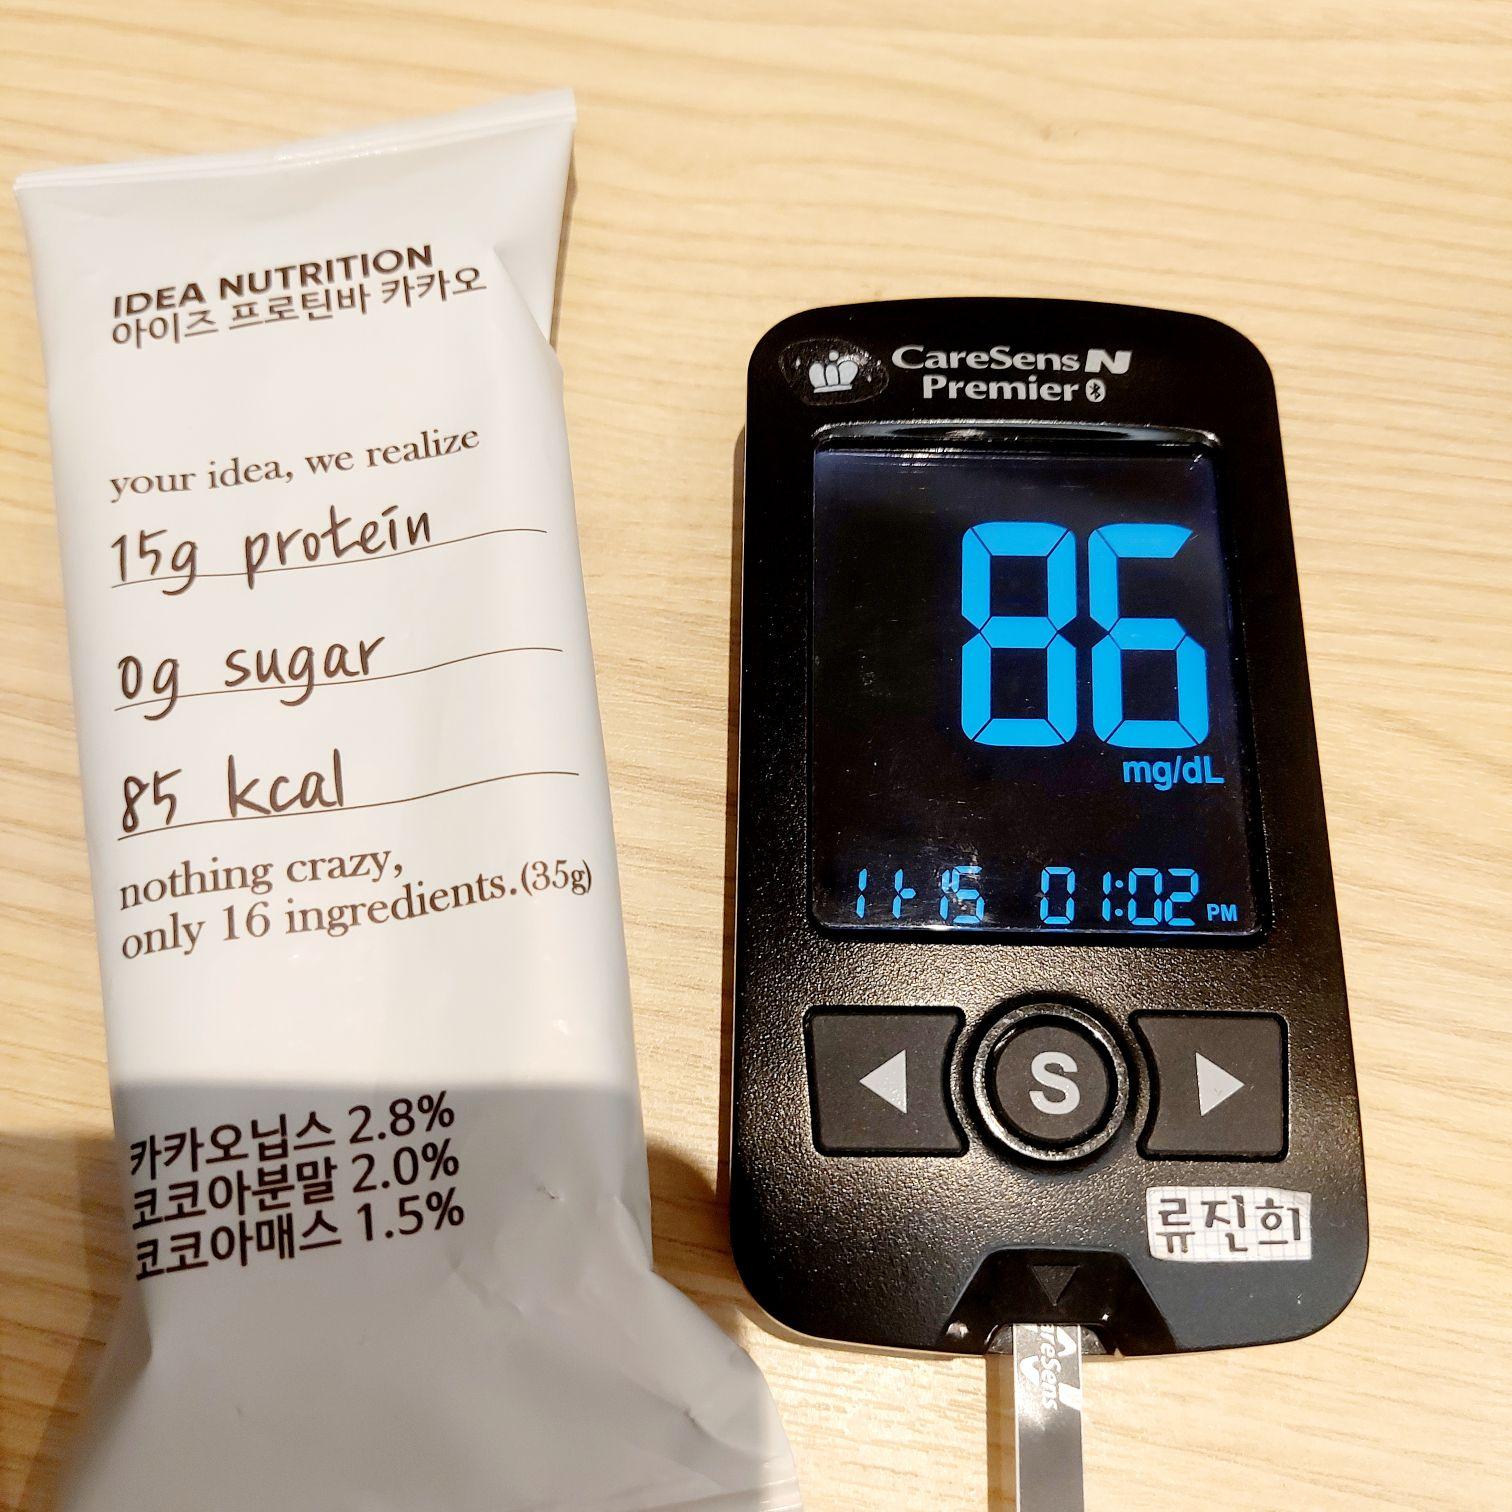 IDEA NUTRITION
아이즈 프로틴바 카카오
your idea, we realize
15g protein
0g sugar
85 kcal
nothing crazy,
only 16 ingredients.(35g)
카카오닙스 2.8%
코코아분말 2.0%
코코아매스 1.5%
CareSens N
Premier
86
mg/dL
11-15 01:02 PM
S
류진희
CareSens